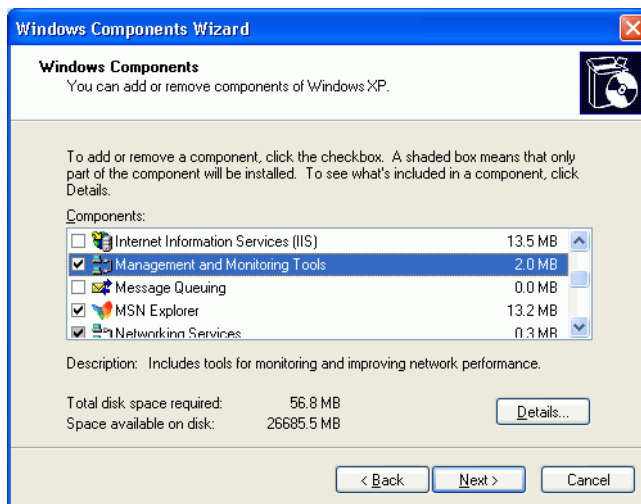 Windows Components Wizard
Windows Components
You can add or remove components of Windows XP.
To add or remove a component, click the checkbox. A shaded box means that only
part of the component will be installed. To see what's included in a component, click
Details.
Components:
Internet Information Services (IIS) 13.5 MB
Management and Monitoring Tools 2.0 MB
Message Queuing 0.0 MB
MSN Explorer 13.2 MB
Networking Services 0.3 MB
Description: Includes tools for monitoring and improving network performance.
Total disk space required: 56.8 MB
Space available on disk: 26685.5 MB
Details...
< Back Next > Cancel